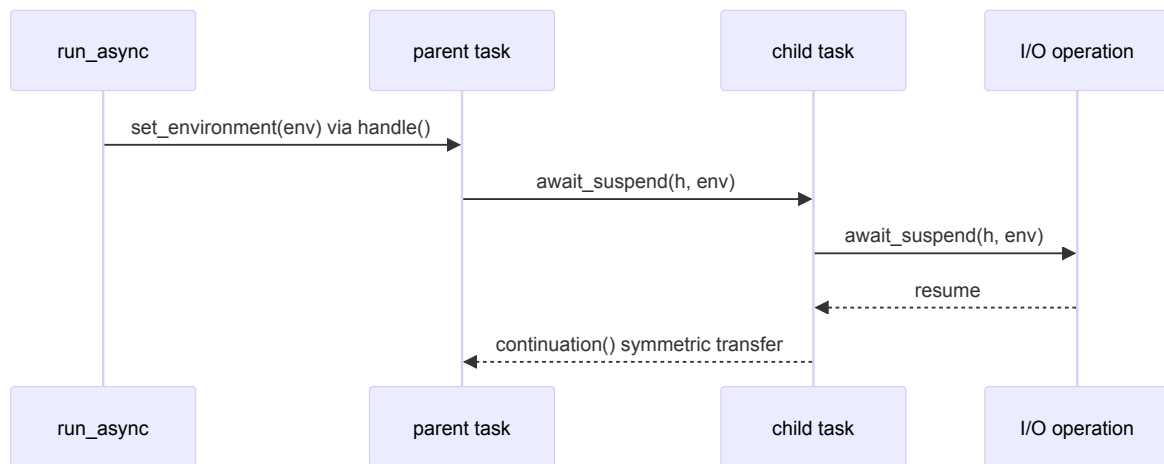 run_async parent task child task I/O operation
set_environment(env) via handle()
await_suspend(h, env)
await_suspend(h, env)
resume
continuation() symmetric transfer
run_async parent task child task I/O operation